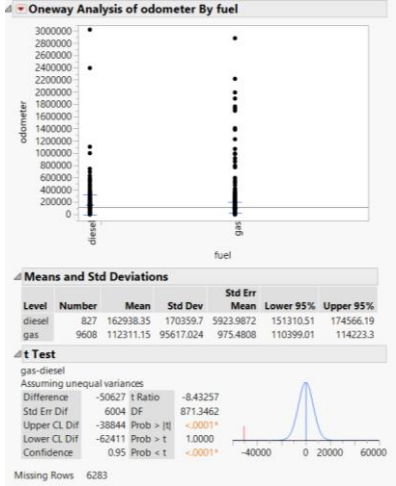 Oneway Analysis of odometer By fuel
3000000
2800000
2600000
2400000
2200000
2000000
1800000
1600000
1400000
1200000
1000000
800000
600000
400000
200000
0
odometer
diesel
gas
fuel
Means and Std Deviations
Std Err
Level Number Mean Std Dev Mean Lower 95% Upper 95%
diesel 827 162938.35 170359.7 5923.9872 151310.51 174566.19
gas 9608 112311.15 95617.024 975.4808 110399.01 114223.3
t Test
gas-diesel
Assuming unequal variances
Difference -50627 t Ratio -8.43257
Std Err Dif 6004 DF 871.3462
Upper CL Dif -38844 Prob > |t| <.0001*
Lower CL Dif -62411 Prob > t 1.0000
Confidence 0.95 Prob < t <.0001*
-40000 0 20000 60000
Missing Rows 6283